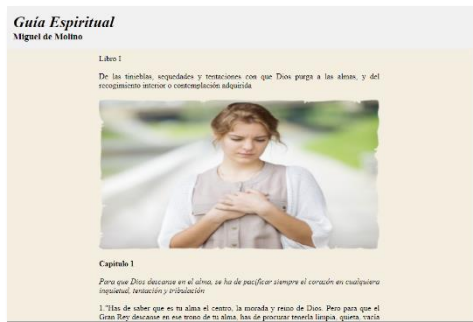 Guía Espiritual
Miguel de Molino
Libro I
De las tinieblas, sequedades y tentaciones con que Dios purga a las almas, y del
recogimiento interior o contemplación adquirida
Capítulo 1
Para que Dios descanse en el alma, se ha de pacificar siempre el corazón en cualquiera
inquietud, tentación y tribulación
1."Has de saber que es tu alma el centro, la morada y reino de Dios. Pero para que el
Gran Rey descanse en ese trono de tu alma, has de procurar tenerla limpia, quieta, vacía